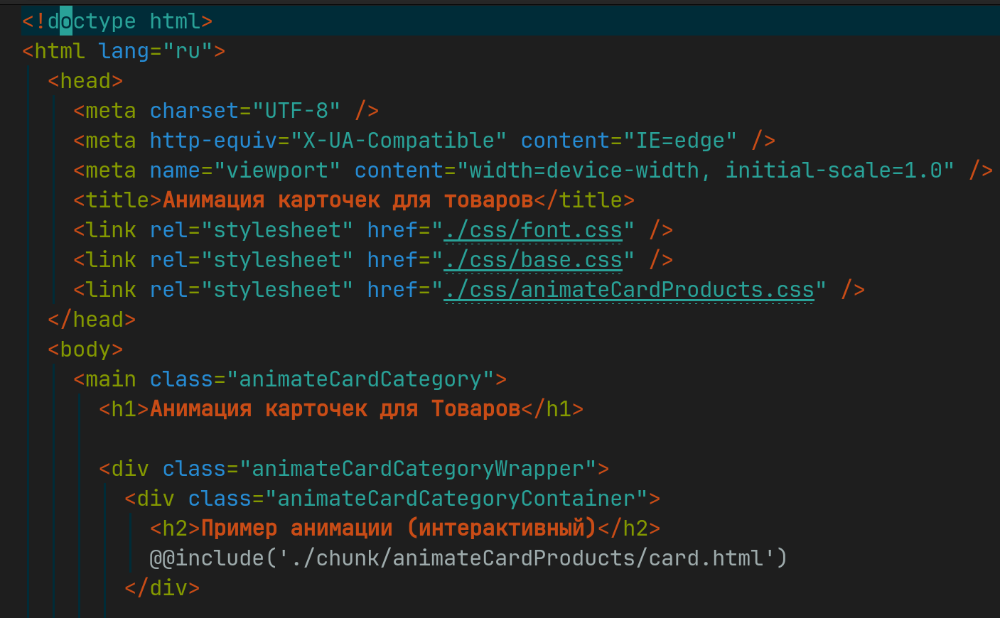 <!doctype html>
<html lang="ru">
<head>
<meta charset="UTF-8" />
<meta http-equiv="X-UA-Compatible" content="IE=edge" />
<meta name="viewport" content="width=device-width, initial-scale=1.0" />
<title>Анимация карточек для товаров</title>
<link rel="stylesheet" href="./css/font.css" />
<link rel="stylesheet" href="./css/base.css" />
<link rel="stylesheet" href="./css/animateCardProducts.css" />
</head>
<body>
<main class="animateCardCategory">
<h1>Анимация карточек для Товаров</h1>
<div class="animateCardCategoryWrapper">
<div class="animateCardCategoryContainer">
<h2>Пример анимации (интерактивный)</h2>
@@include('./chunk/animateCardProducts/card.html')
</div>